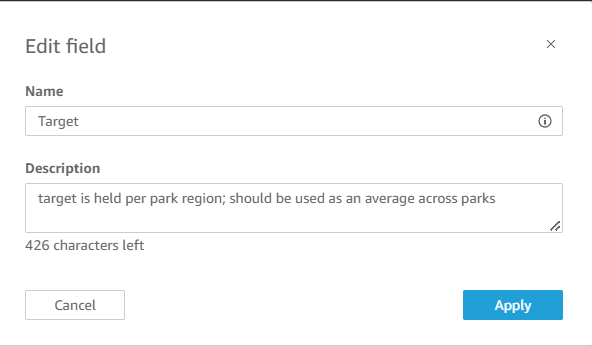 Edit field
Name
Target
Description
target is held per park region; should be used as an average across parks
426 characters left
Cancel
Apply